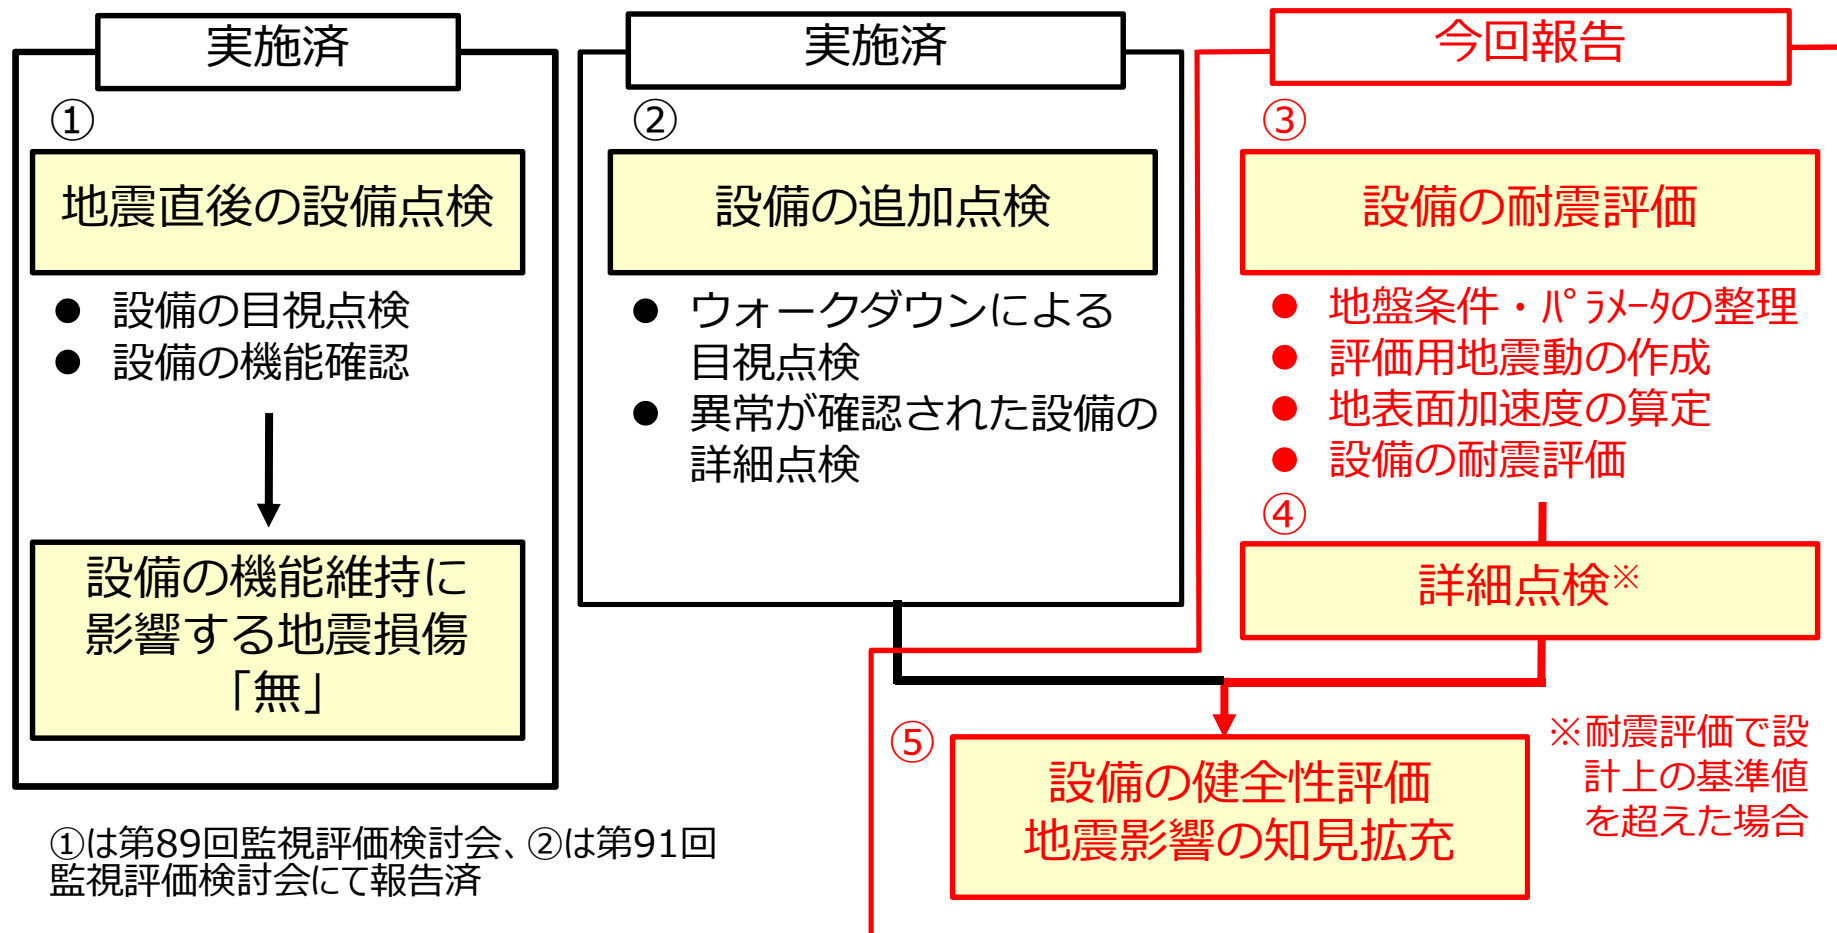 実施済
①
地震直後の設備点検
● 設備の目視点検
● 設備の機能確認
設備の機能維持に
影響する地震損傷
「無」
実施済
②
設備の追加点検
● ウォークダウンによる
目視点検
● 異常が確認された設備の
詳細点検
今回報告
③
設備の耐震評価
● 地盤条件・パラメータの整理
● 評価用地震動の作成
● 地表面加速度の算定
● 設備の耐震評価
④
詳細点検※
⑤
設備の健全性評価
地震影響の知見拡充
※耐震評価で設
計上の基準値
を超えた場合
①は第89回監視評価検討会、②は第91回
監視評価検討会にて報告済